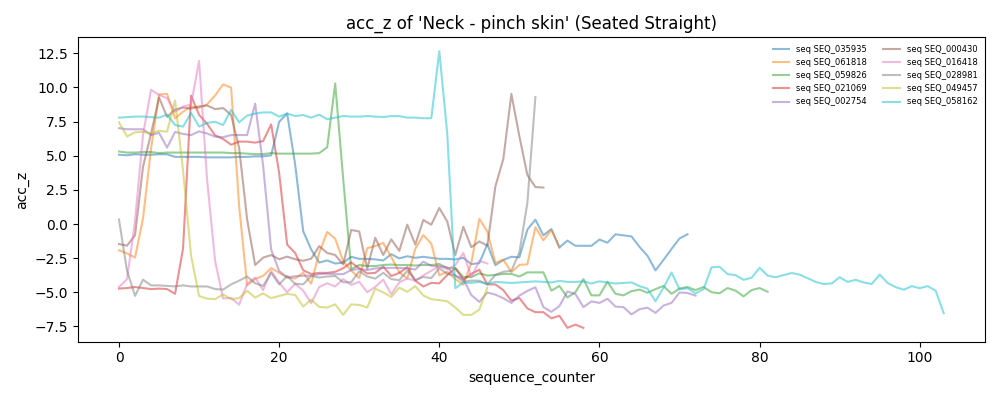 acc_z of 'Neck - pinch skin' (Seated Straight)
acc_z
12.5
10.0
7.5
5.0
2.5
0.0
−2.5
−5.0
−7.5
seq SEQ_035935
seq SEQ_061818
seq SEQ_059826
seq SEQ_021069
seq SEQ_002754
seq SEQ_000430
seq SEQ_016418
seq SEQ_028981
seq SEQ_049457
seq SEQ_058162
0 20 40 60 80 100
sequence_counter